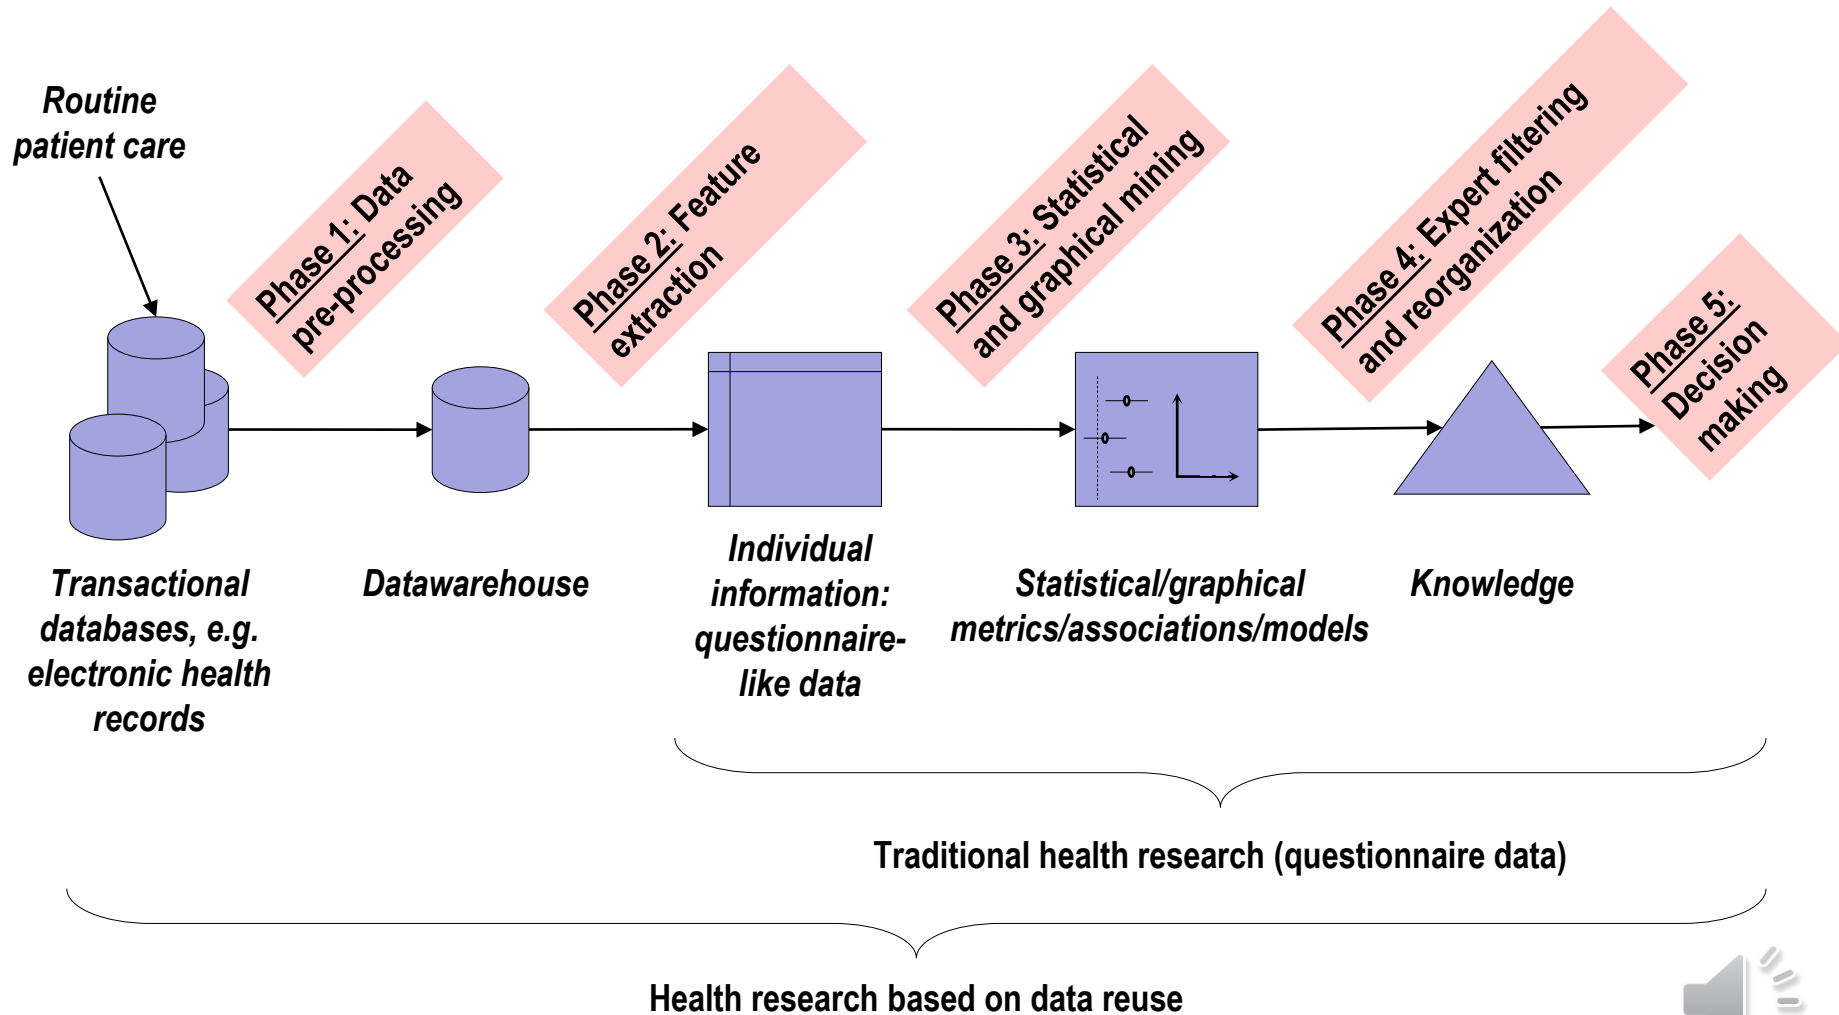 Routine
patient care
Phase 1: Data
pre-processing
Phase 2: Feature
extraction
Phase 3: Statistical
and graphical mining
Phase 4: Expert filtering
and reorganization
Phase 5:
Decision
making
Transactional
databases, e.g.
electronic health
records
Datawarehouse
Individual
information:
questionnaire-
like data
Statistical/graphical
metrics/associations/models
Knowledge
Traditional health research (questionnaire data)
Health research based on data reuse